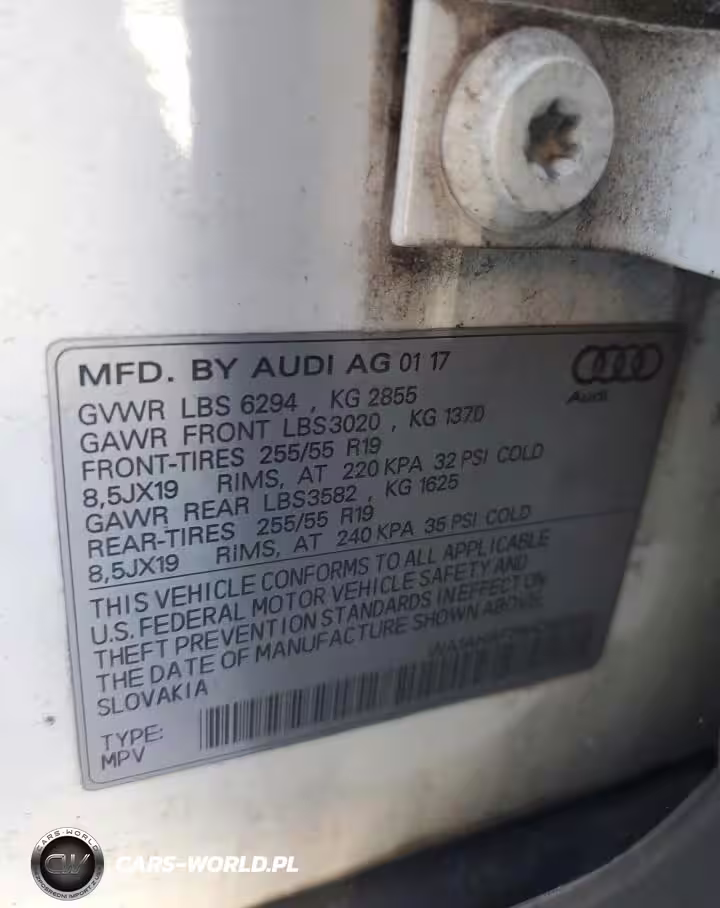 MFD. BY AUDI AG 01 17
Audi
GVWR LBS 6294 , KG 2855
GAWR FRONT LBS3020 , KG 1370
FRONT-TIRES 255/55 R19
8,5JX19 RIMS, AT 220 KPA 32 PSI COLD
GAWR REAR LBS3582 , KG 1625
REAR-TIRES 255/55 R19
8,5JX19 RIMS, AT 240 KPA 35 PSI COLD
THIS VEHICLE CONFORMS TO ALL APPLICABLE
U.S. FEDERAL MOTOR VEHICLE SAFETY AND
THEFT PREVENTION STANDARDS IN EFFECT ON
THE DATE OF MANUFACTURE SHOWN ABOVE.
SLOVAKIA
TYPE:
MPV
CARS-WORLD
CW
CARS-WORLD.PL